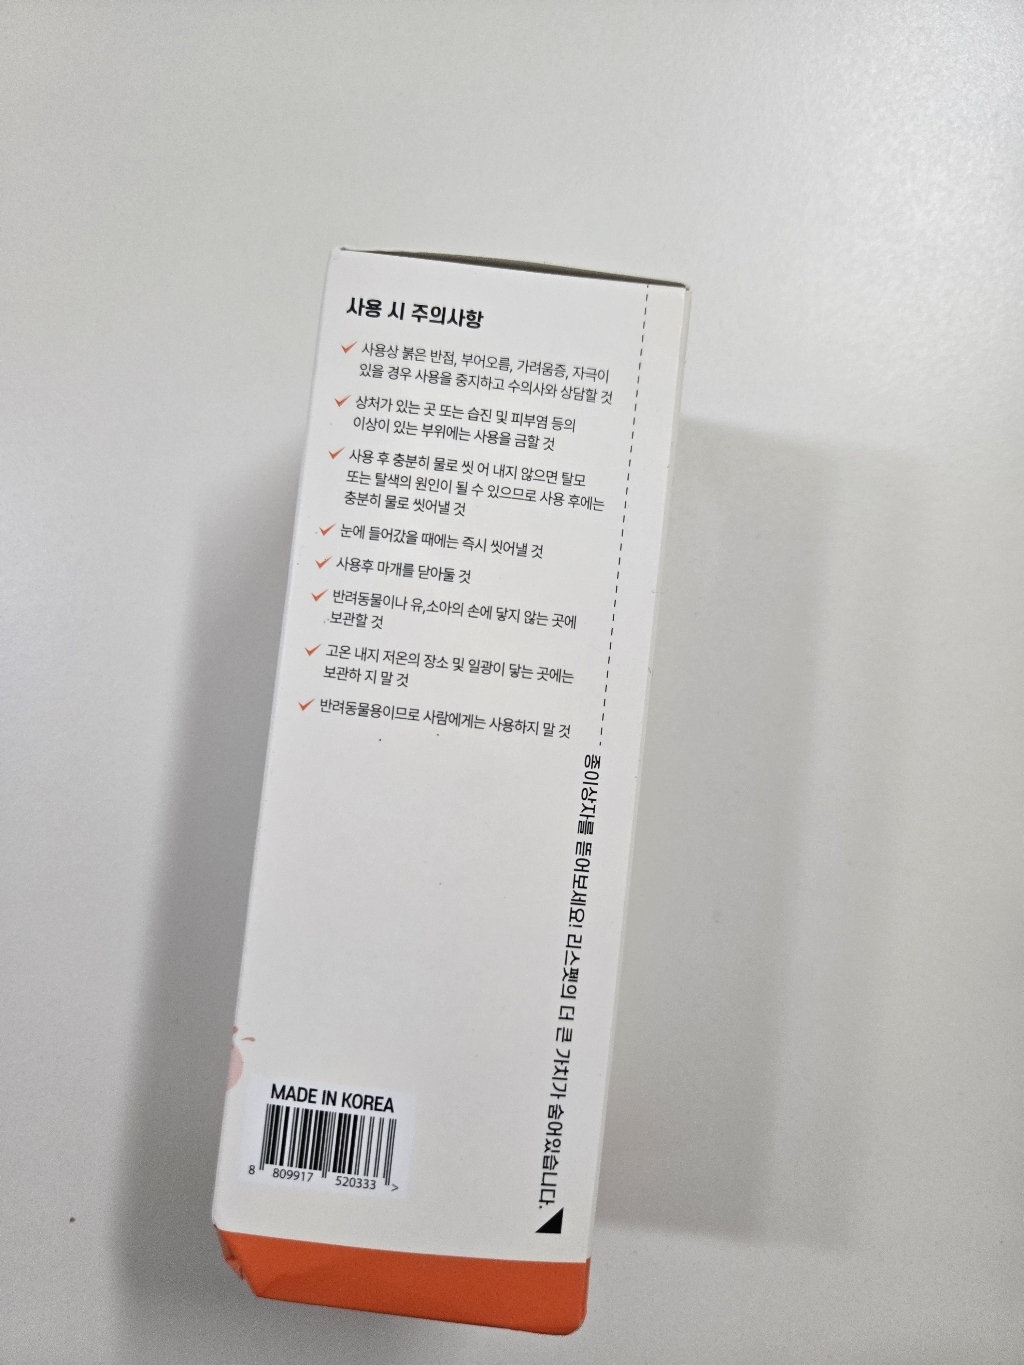 사용 시 주의사항
사용상 붉은 반점, 부어오름, 가려움증, 자극이
있을 경우 사용을 중지하고 수의사와 상담할 것
상처가 있는 곳 또는 습진 및 피부염 등의
이상이 있는 부위에는 사용을 금할 것
사용 후 충분히 물로 씻 어 내지 않으면 탈모
또는 탈색의 원인이 될 수 있으므로 사용 후에는
충분히 물로 씻어낼 것
눈에 들어갔을 때에는 즉시 씻어낼 것
사용후 마개를 닫아둘 것
반려동물이나 유,소아의 손에 닿지 않는 곳에
보관할 것
고온 내지 저온의 장소 및 일광이 닿는 곳에는
보관하 지 말 것
반려동물용이므로 사람에게는 사용하지 말 것
종이상자를 뜯어보세요! 리스펫의 더 큰 가치가 숨어있습니다.
MADE IN KOREA
8 809917 520333 >